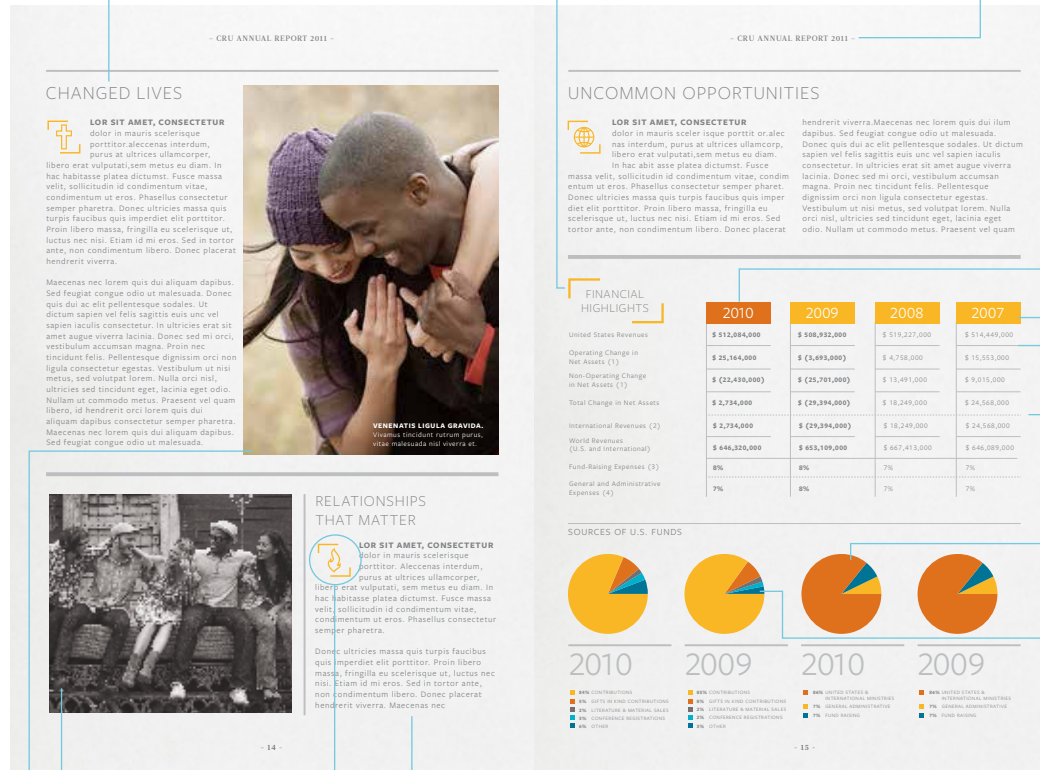 – CRU ANNUAL REPORT 2011 –
CHANGED LIVES
LOR SIT AMET, CONSECTETUR
dolor in mauris scelerisque
porttitor.aleccenas interdum,
purus at ultrices ullamcorper,
libero erat vulputati,sem metus eu diam. In
hac habitasse platea dictumst. Fusce massa
velit, sollicitudin id condimentum vitae,
condimentum ut eros. Phasellus consectetur
semper pharetra. Donec ultricies massa quis
turpis faucibus quis imperdiet elit porttitor.
Proin libero massa, fringilla eu scelerisque ut,
luctus nec nisi. Etiam id mi eros. Sed in tortor
ante, non condimentum libero. Donec placerat
hendrerit viverra.
Maecenas nec lorem quis dui aliquam dapibus.
Sed feugiat congue odio ut malesuada. Donec
quis dui ac elit pellentesque sodales. Ut
dictum sapien vel felis sagittis euis unc vel
sapien iaculis consectetur. In ultricies erat sit
amet augue viverra lacinia. Donec sed mi orci,
vestibulum accumsan magna. Proin nec
tincidunt felis. Pellentesque dignissim orci non
ligula consectetur egestas. Vestibulum ut nisi
metus, sed volutpat lorem. Nulla orci nisl,
ultricies sed tincidunt eget, lacinia eget odio.
Nullam ut commodo metus. Praesent vel quam
libero, id hendrerit orci lorem quis dui
aliquam dapibus consectetur semper pharetra.
Maecenas nec lorem quis dui aliquam dapibus.
Sed feugiat congue odio ut malesuada.
VENENATIS LIGULA GRAVIDA.
Vivamus tincidunt rutrum purus,
vitae malesuada nisl viverra et.
RELATIONSHIPS
THAT MATTER
LOR SIT AMET, CONSECTETUR
dolor in mauris scelerisque
porttitor. Aleccenas interdum,
purus at ultrices ullamcorper,
libero erat vulputati, sem metus eu diam. In
hac habitasse platea dictumst. Fusce massa
velit, sollicitudin id condimentum vitae,
condimentum ut eros. Phasellus consectetur
semper pharetra.
Donec ultricies massa quis turpis faucibus
quis imperdiet elit porttitor. Proin libero
massa, fringilla eu scelerisque ut, luctus nec
nisi. Etiam id mi eros. Sed in tortor ante,
non condimentum libero. Donec placerat
hendrerit viverra. Maecenas nec
– 14 –
– CRU ANNUAL REPORT 2011 –
UNCOMMON OPPORTUNITIES
LOR SIT AMET, CONSECTETUR
dolor in mauris sceler isque porttit or.alec
nas interdum, purus at ultrices ullamcorp,
libero erat vulputati,sem metus eu diam.
In hac abit asse platea dictumst. Fusce
massa velit, sollicitudin id condimentum vitae, condim
entum ut eros. Phasellus consectetur semper pharet.
Donec ultricies massa quis turpis faucibus quis imper
diet elit porttitor. Proin libero massa, fringilla eu
scelerisque ut, luctus nec nisi. Etiam id mi eros. Sed
tortor ante, non condimentum libero. Donec placerat
hendrerit viverra.Maecenas nec lorem quis dui ilum
dapibus. Sed feugiat congue odio ut malesuada.
Donec quis dui ac elit pellentesque sodales. Ut dictum
sapien vel felis sagittis euis unc vel sapien iaculis
consectetur. In ultricies erat sit amet augue viverra
lacinia. Donec sed mi orci, vestibulum accumsan
magna. Proin nec tincidunt felis. Pellentesque
dignissim orci non ligula consectetur egestas.
Vestibulum ut nisi metus, sed volutpat lorem. Nulla
orci nisl, ultricies sed tincidunt eget, lacinia eget
odio. Nullam ut commodo metus. Praesent vel quam
FINANCIAL
HIGHLIGHTS
2010 2009 2008 2007
United States Revenues $ 512,084,000 $ 508,932,000 $ 519,227,000 $ 514,449,000
Operating Change in
Net Assets (1) $ 25,164,000 $ (3,693,000) $ 4,758,000 $ 15,553,000
Non-Operating Change
in Net Assets (1) $ (22,430,000) $ (25,701,000) $ 13,491,000 $ 9,015,000
Total Change in Net Assets $ 2,734,000 $ (29,394,000) $ 18,249,000 $ 24,568,000
International Revenues (2) $ 2,734,000 $ (29,394,000) $ 18,249,000 $ 24,568,000
World Revenues
(U.S. and International) $ 646,320,000 $ 653,109,000 $ 667,413,000 $ 646,089,000
Fund-Raising Expenses (3) 8% 8% 7% 7%
General and Administrative
Expenses (4) 7% 8% 7% 7%
SOURCES OF U.S. FUNDS
2010 2009 2010 2009
CONTRIBUTIONS
GIFTS IN KIND CONTRIBUTIONS
LITERATURE & MATERIAL SALES
CONFERENCE REGISTRATIONS
OTHER
CONTRIBUTIONS
GIFTS IN KIND CONTRIBUTIONS
LITERATURE & MATERIAL SALES
CONFERENCE REGISTRATIONS
OTHER
86% UNITED STATES &
INTERNATIONAL MINISTRIES
7% GENERAL ADMINISTRATIVE
7% FUND RAISING
86% UNITED STATES &
INTERNATIONAL MINISTRIES
7% GENERAL ADMINISTRATIVE
7% FUND RAISING
– 15 –